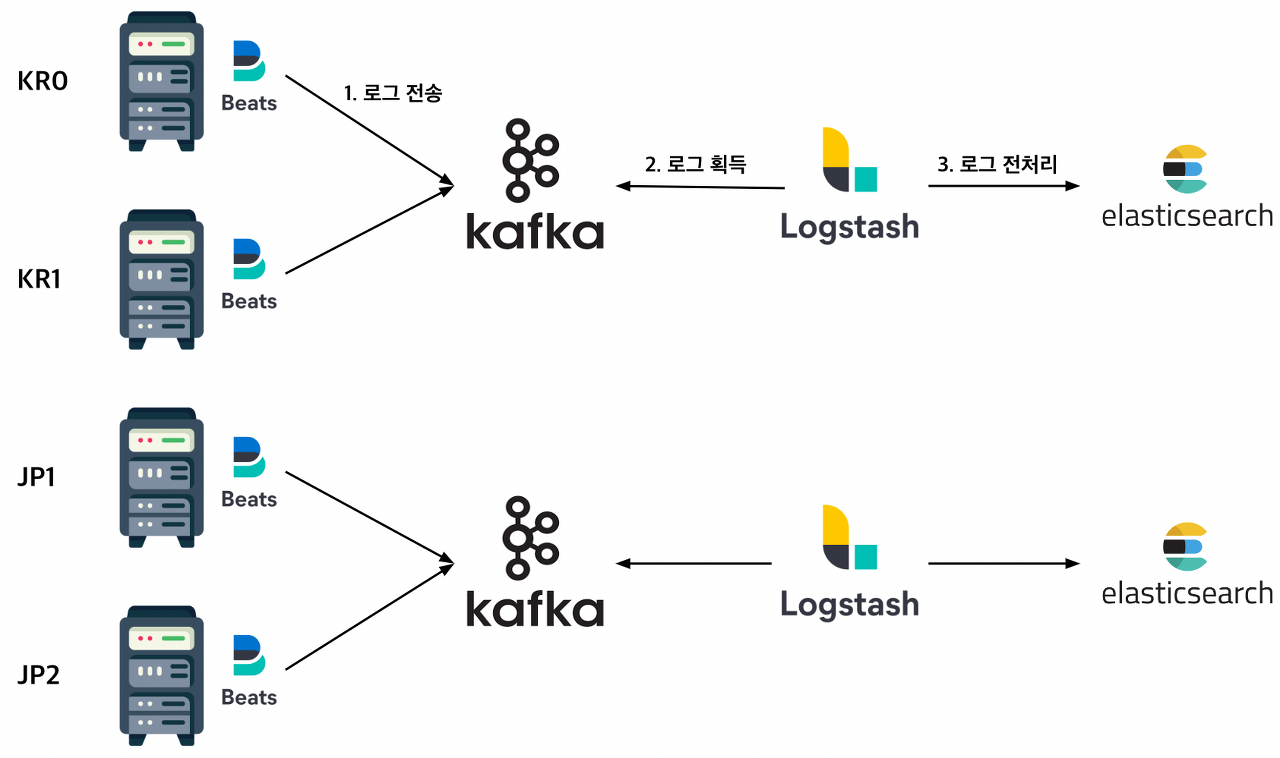 KR0
Beats
1. 로그 전송
kafka
2. 로그 획득
Logstash
3. 로그 전처리
elasticsearch
KR1
Beats
JP1
Beats
kafka
Logstash
elasticsearch
JP2
Beats